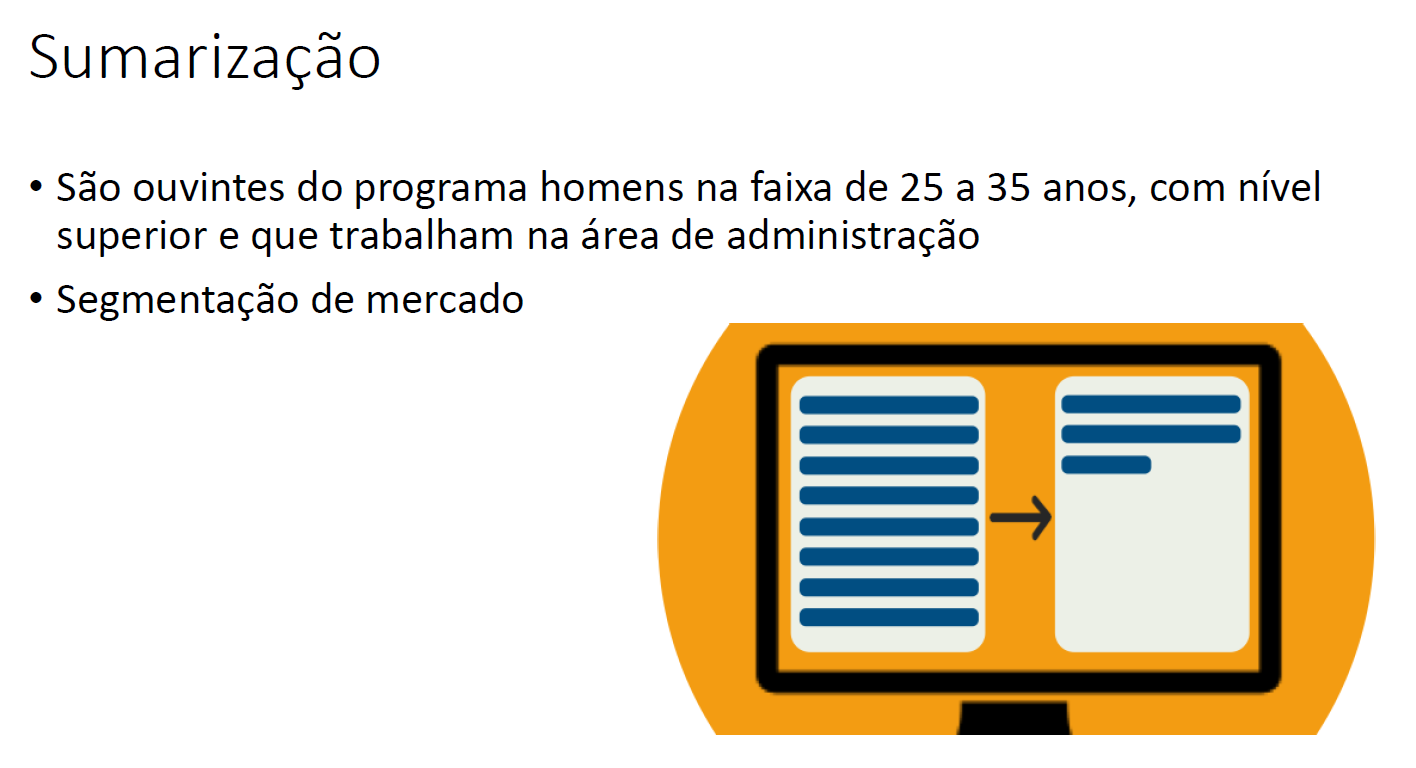 Sumarização
• São ouvintes do programa homens na faixa de 25 a 35 anos, com nível
superior e que trabalham na área de administração
• Segmentação de mercado